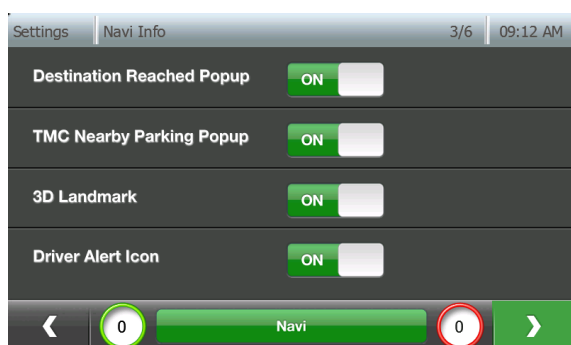 Settings Navi Info 3/6 09:12 AM
Destination Reached Popup ON
TMC Nearby Parking Popup ON
3D Landmark ON
Driver Alert Icon ON
0 Navi 0